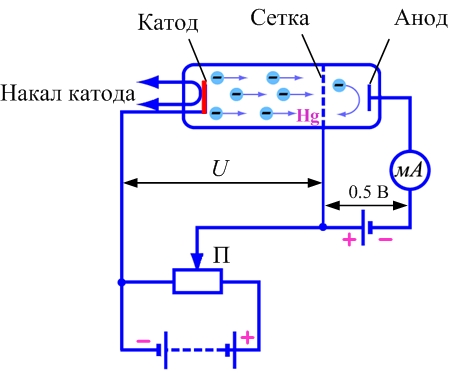 Катод Сетка Анод
Накал катода
Hg
мА
U
0.5 В
+ −
П
− +